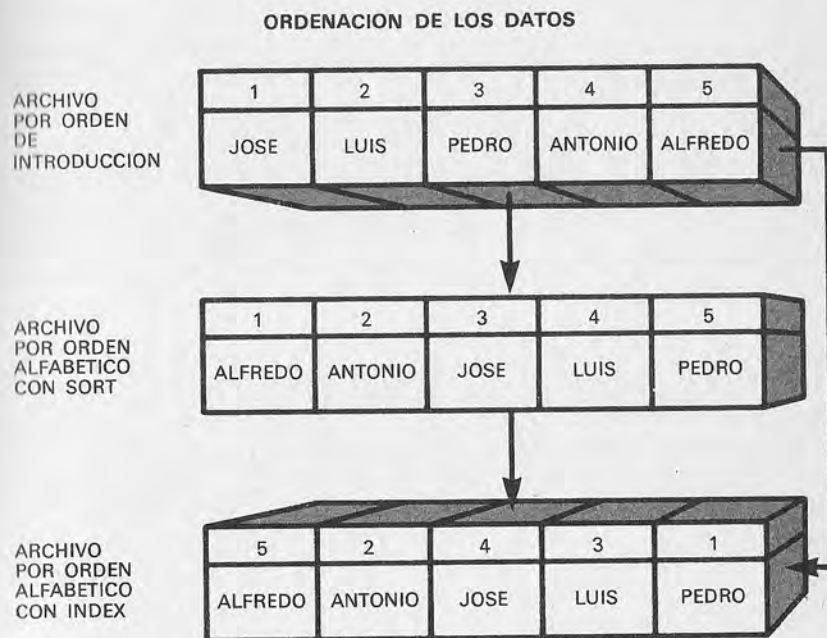 ORDENACION DE LOS DATOS
ARCHIVO
POR ORDEN
DE
INTRODUCCION
1 2 3 4 5
JOSE LUIS PEDRO ANTONIO ALFREDO
ARCHIVO
POR ORDEN
ALFABETICO
CON SORT
1 2 3 4 5
ALFREDO ANTONIO JOSE LUIS PEDRO
ARCHIVO
POR ORDEN
ALFABETICO
CON INDEX
5 2 4 3 1
ALFREDO ANTONIO JOSE LUIS PEDRO